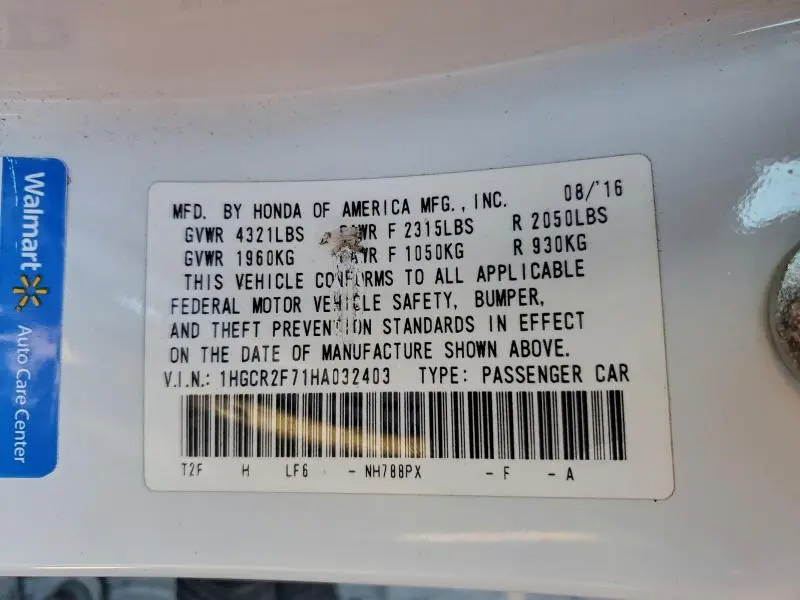 MFD. BY HONDA OF AMERICA MFG., INC. 08/'16
GVWR 4321LBS F 2315LBS R 2050LBS
GVWR 1960KG F 1050KG R 930KG
THIS VEHICLE CONFORMS TO ALL APPLICABLE
FEDERAL MOTOR VEHICLE SAFETY, BUMPER,
AND THEFT PREVENTION STANDARDS IN EFFECT
ON THE DATE OF MANUFACTURE SHOWN ABOVE.
V.I.N.: 1HGCR2F71HA032403 TYPE: PASSENGER CAR
T2F H LF6 - NH788PX - F - A
Walmart
Auto Care Center